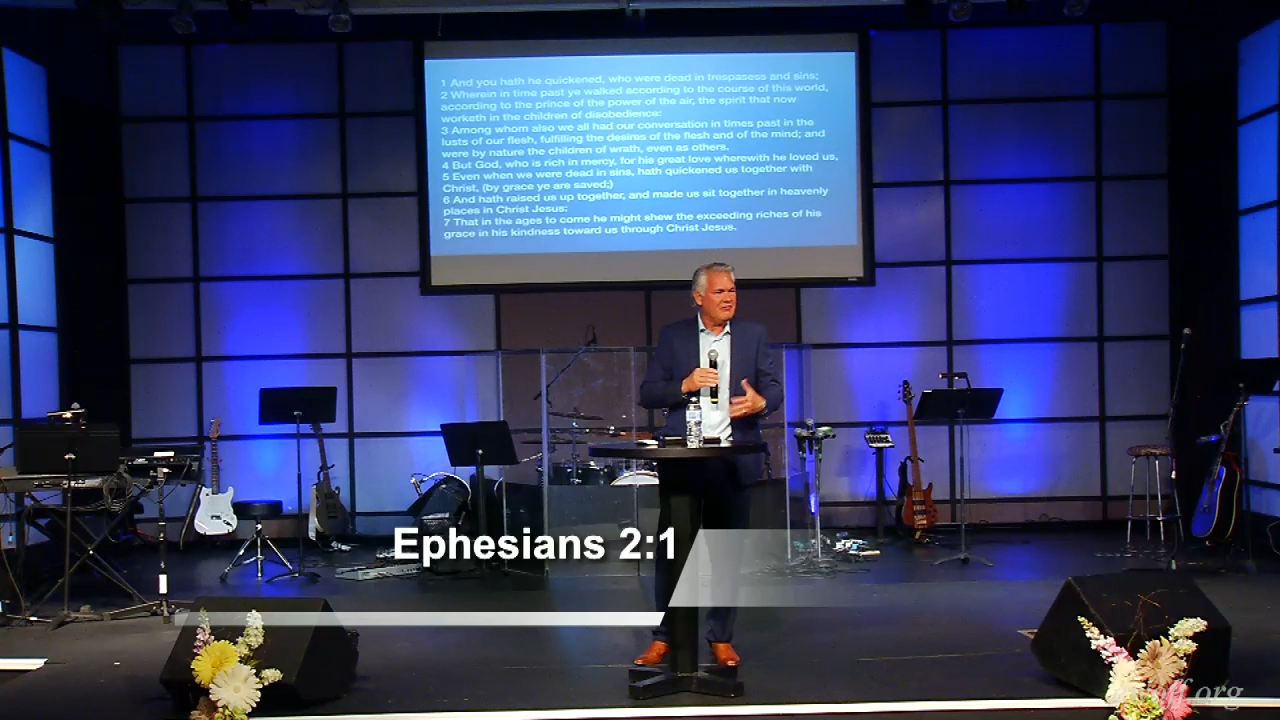 1 And you hath he quickened, who were dead in trespasess and sins;
2 Wherein in time past ye walked according to the course of this world,
according to the prince of the power of the air, the spirit that now
worketh in the children of disobedience:
3 Among whom also we all had our conversation in times past in the
lusts of our flesh, fulfilling the desires of the flesh and of the mind; and
were by nature the children of wrath, even as others.
4 But God, who is rich in mercy, for his great love wherewith he loved us,
5 Even when we were dead in sins, hath quickened us together with
Christ, (by grace ye are saved;)
6 And hath raised us up together, and made us sit together in heavenly
places in Christ Jesus:
7 That in the ages to come he might shew the exceeding riches of his
grace in his kindness toward us through Christ Jesus.
Ephesians 2:1